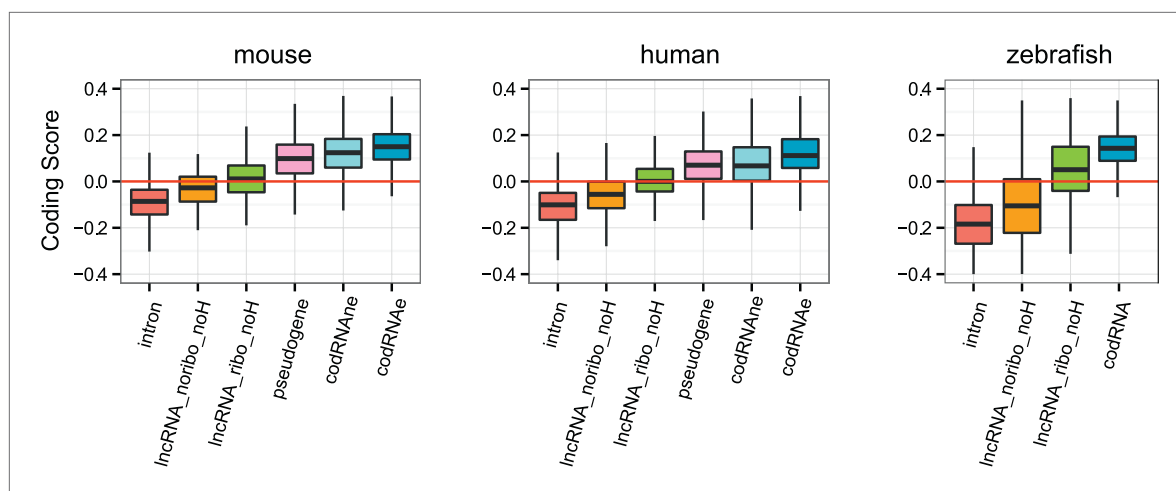 mouse
human
zebrafish
Coding Score
0.4
0.2
0.0
−0.2
−0.4
intron
lncRNA_noribo_noH
lncRNA_ribo_noH
pseudogene
codRNAne
codRNAe
0.4
0.2
0.0
−0.2
−0.4
intron
lncRNA_noribo_noH
lncRNA_ribo_noH
pseudogene
codRNAne
codRNAe
0.4
0.2
0.0
−0.2
−0.4
intron
lncRNA_noribo_noH
lncRNA_ribo_noH
codRNA